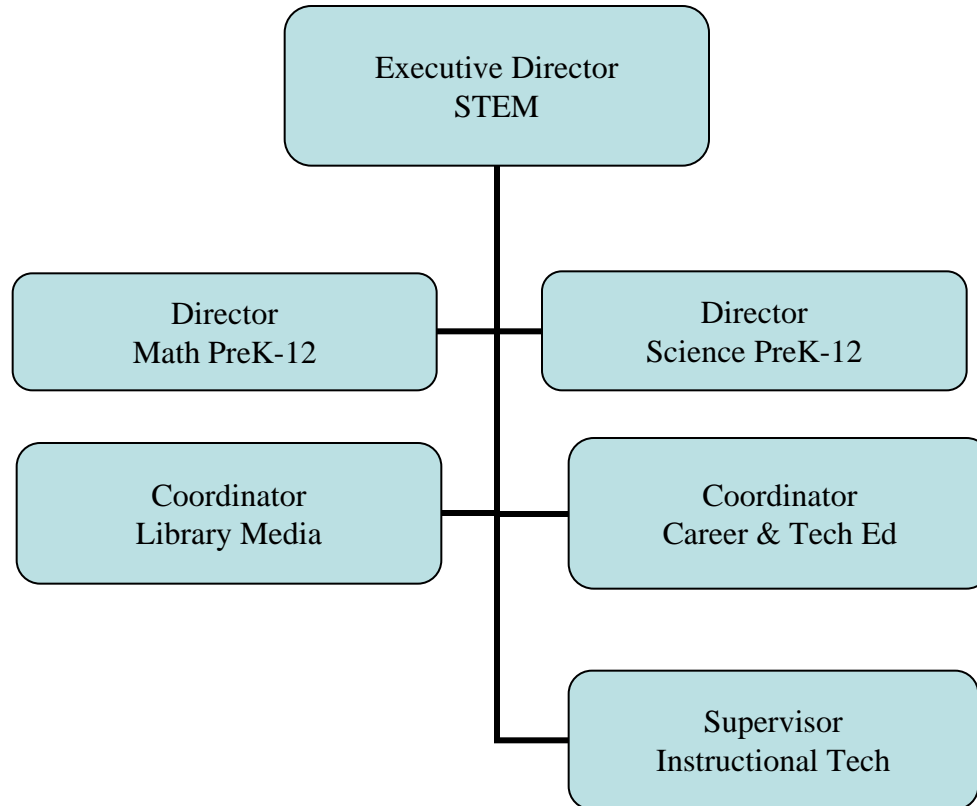 Executive Director
STEM
Director
Math PreK-12
Director
Science PreK-12
Coordinator
Library Media
Coordinator
Career & Tech Ed
Supervisor
Instructional Tech